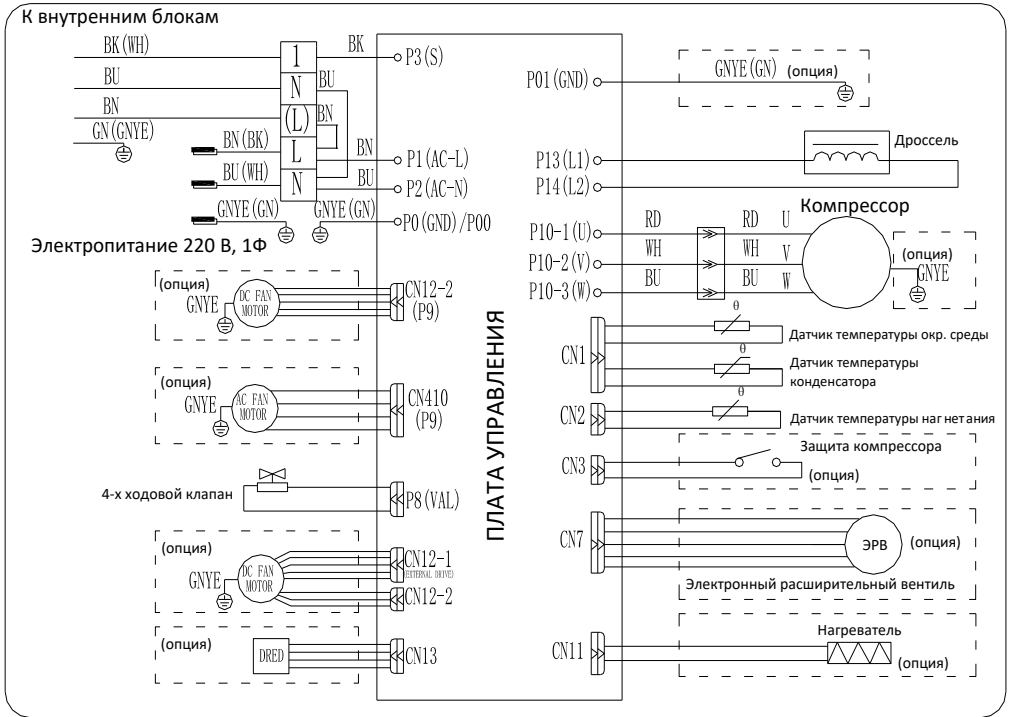 К внутренним блокам
BK(WH)
BU
BN
GN(GNYE)
1
N
(L)
L
N
BK
BU
BN
BN
BU
P3(S)
P1(AC-L)
P2(AC-N)
P0(GND)/P00
BN(BK)
BU(WH)
GNYE(GN)
GNYE(GN)
Электропитание 220 В, 1Ф
(опция)
GNYE
DC FAN
MOTOR
CN12-2
(P9)
(опция)
GNYE
AC FAN
MOTOR
CN410
(P9)
4-х ходовой клапан
P8(VAL)
(опция)
GNYE
DC FAN
MOTOR
CN12-1
(EXTERNAL DRIVE)
CN12-2
(опция)
DRED
CN13
ПЛАТА УПРАВЛЕНИЯ
P01(GND)
GNYE(GN) (опция)
P13(L1)
P14(L2)
Дроссель
Компрессор
P10-1(U)
RD
RD
U
P10-2(V)
WH
WH
V
P10-3(W)
BU
BU
W
(опция)
GNYE
CN1
θ
Датчик температуры окр. среды
θ
Датчик температуры
конденсатора
CN2
θ
Датчик температуры нагнетания
CN3
Защита компрессора
(опция)
CN7
ЭРВ
(опция)
Электронный расширительный вентиль
CN11
Нагреватель
(опция)